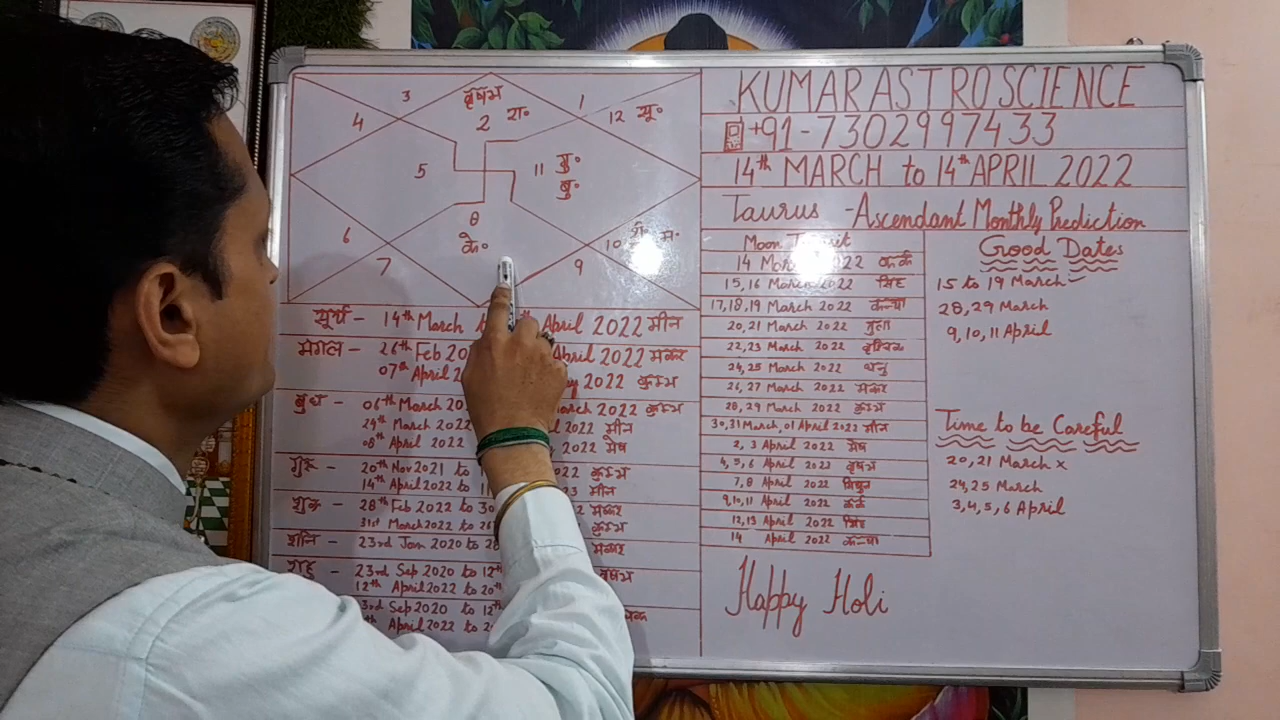 3
वृषभ
1
12 सू०
4
2 रा०
5
11 गु०
बु०
8
के०
6
10
7
9
सूर्य - 14th March April 2022 मीन
मंगल - 26th Feb 2022 मकर
07th April 2022 कुम्भ
बुध - 06th March March 2022 कुम्भ
24th March 2022 2022 मीन
08th April 2022 2022 मेष
गुरू - 20th Nov 2021 to कुम्भ
14th April 2022 to मीन
शुक्र - 28th Feb 2022 to 30 मकर
31st March 2022 to कुम्भ
शनि - 23rd Jan 2020 to मकर
राहु - 23rd Sep 2020 to 12th वृषभ
12th April 2022 to
3rd Sep 2020 to 12th
April 2022 to
KUMAR ASTRO SCIENCE
+91-7302997433
14th MARCH to 14th APRIL 2022
Taurus - Ascendant Monthly Prediction
Moon Transit
14 March 2022 कर्क
15, 16 March 2022 सिंह
17,18,19 March 2022 कन्या
20, 21 March 2022 तुला
22, 23 March 2022 वृश्चिक
24, 25 March 2022 धनु
26, 27 March 2022 मकर
28, 29 March 2022 कुम्भ
30,31 March, 01 April 2022 मीन
2, 3 April 2022 मेष
4, 5, 6 April 2022 वृषभ
7, 8 April 2022 मिथुन
9,10,11 April 2022 कर्क
12,13 April 2022 सिंह
14 April 2022 कन्या
Good Dates
15 to 19 March
28, 29 March
9, 10, 11 April
Time to be Careful
20, 21 March ×
24, 25 March
3,4, 5, 6 April
Happy Holi